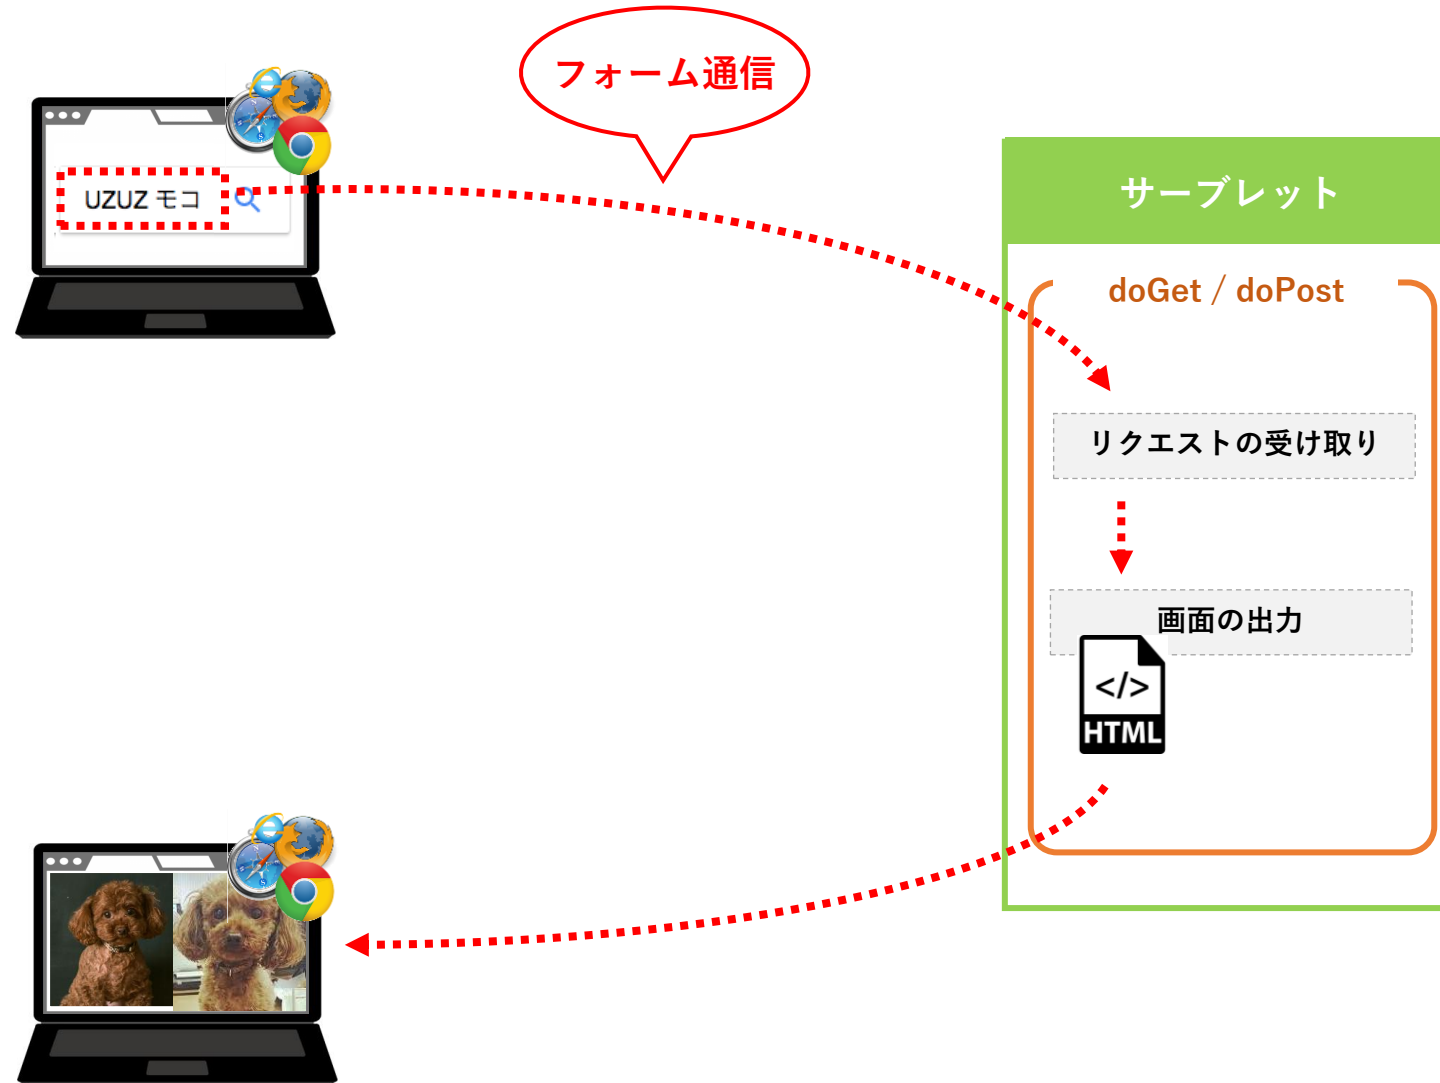 フォーム通信
UZUZ モコ
サーブレット
doGet / doPost
リクエストの受け取り
画面の出力
</>
HTML